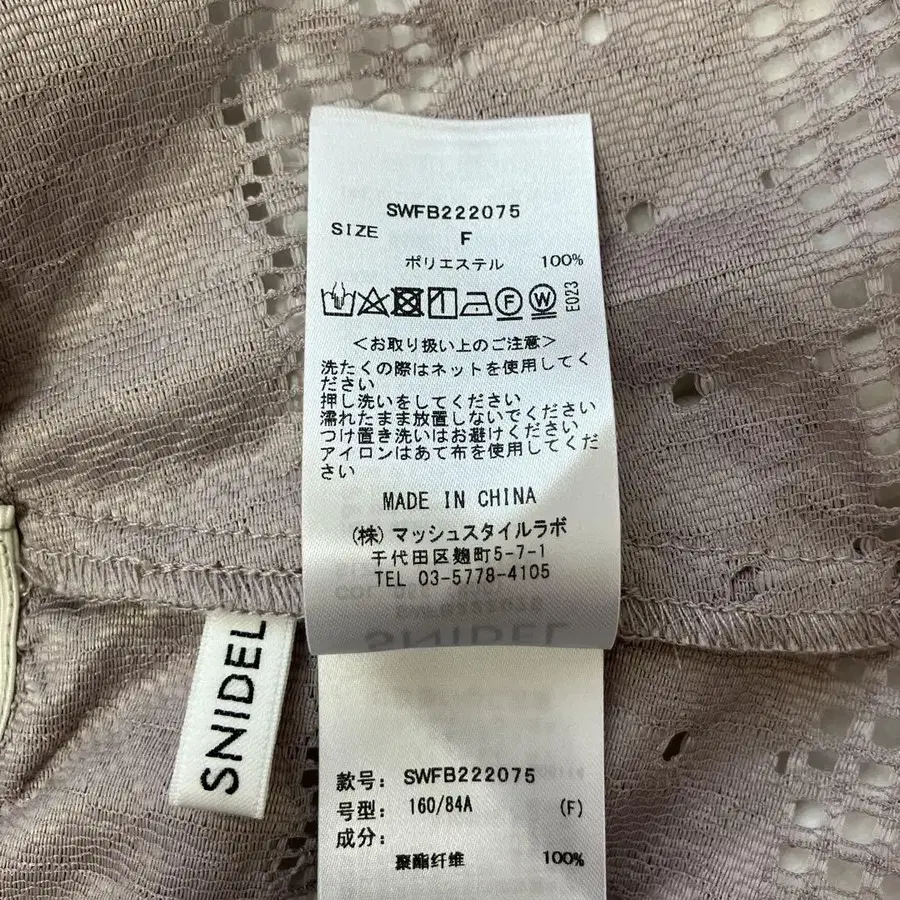 SWFB222075
SIZE F
ポリエステル 100%
F W E023
<お取り扱い上のご注意>
洗たくの際はネットを使用してく
ださい
押し洗いをしてください
濡れたまま放置しないでください
つけ置き洗いはお避けください
アイロンはあて布を使用してくだ
さい
MADE IN CHINA
(株)マッシュスタイルラボ
千代田区麹町5-7-1
TEL 03-5778-4105
SWFB222075
SNIDEL
SNIDEL
款号: SWFB222075
号型: 160/84A (F)
成分:
聚酯纤维 100%